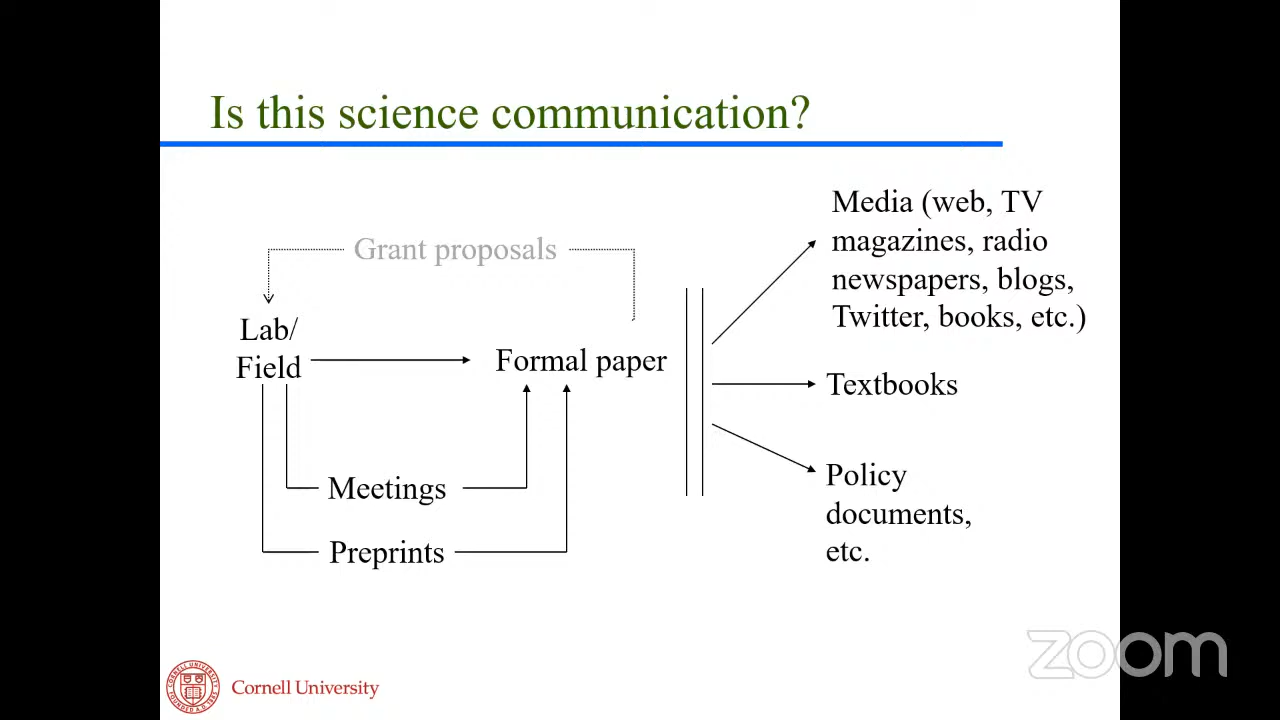 Is this science communication?
Grant proposals
Lab/
Field
Formal paper
Meetings
Preprints
Media (web, TV
magazines, radio
newspapers, blogs,
Twitter, books, etc.)
Textbooks
Policy
documents,
etc.
Cornell University
zoom